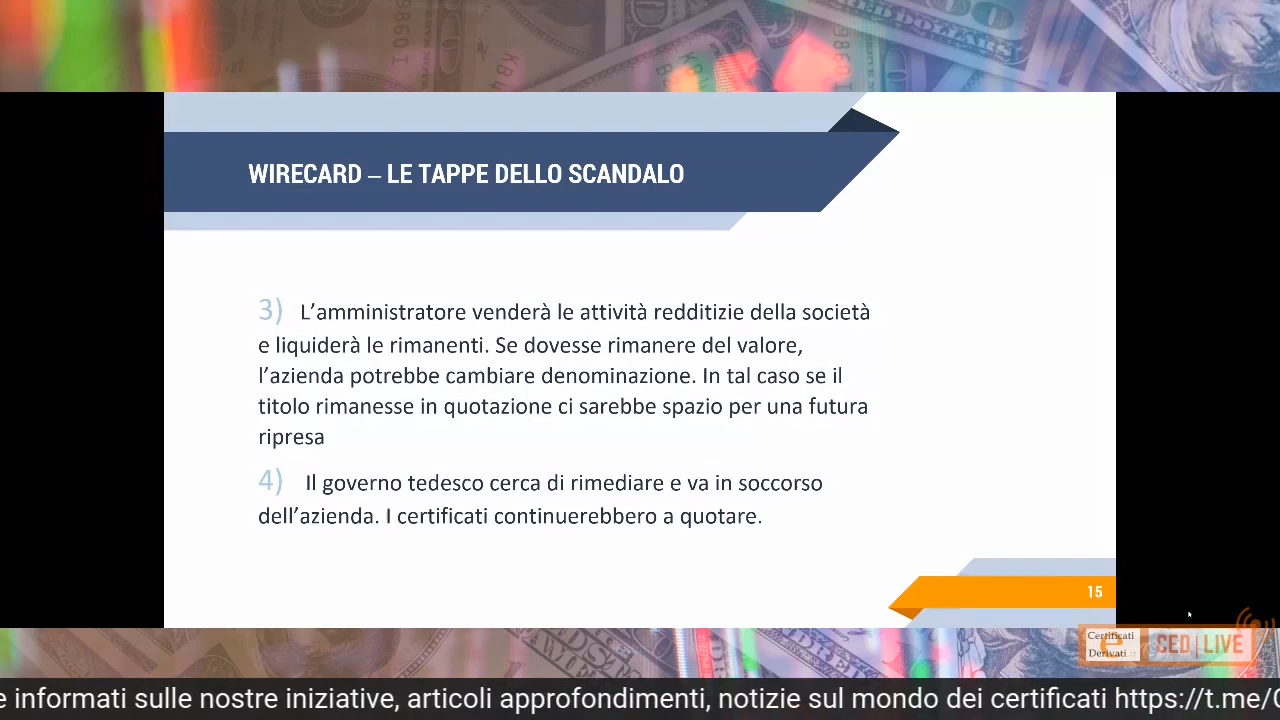 WIRECARD – LE TAPPE DELLO SCANDALO
3) L’amministratore venderà le attività redditizie della società
e liquiderà le rimanenti. Se dovesse rimanere del valore,
l’azienda potrebbe cambiare denominazione. In tal caso se il
titolo rimanesse in quotazione ci sarebbe spazio per una futura
ripresa
4) Il governo tedesco cerca di rimediare e va in soccorso
dell’azienda. I certificati continuerebbero a quotare.
15
Certificati
e
Derivati.it
CED|LIVE
e informati sulle nostre iniziative, articoli approfondimenti, notizie sul mondo dei certificati https://t.me/